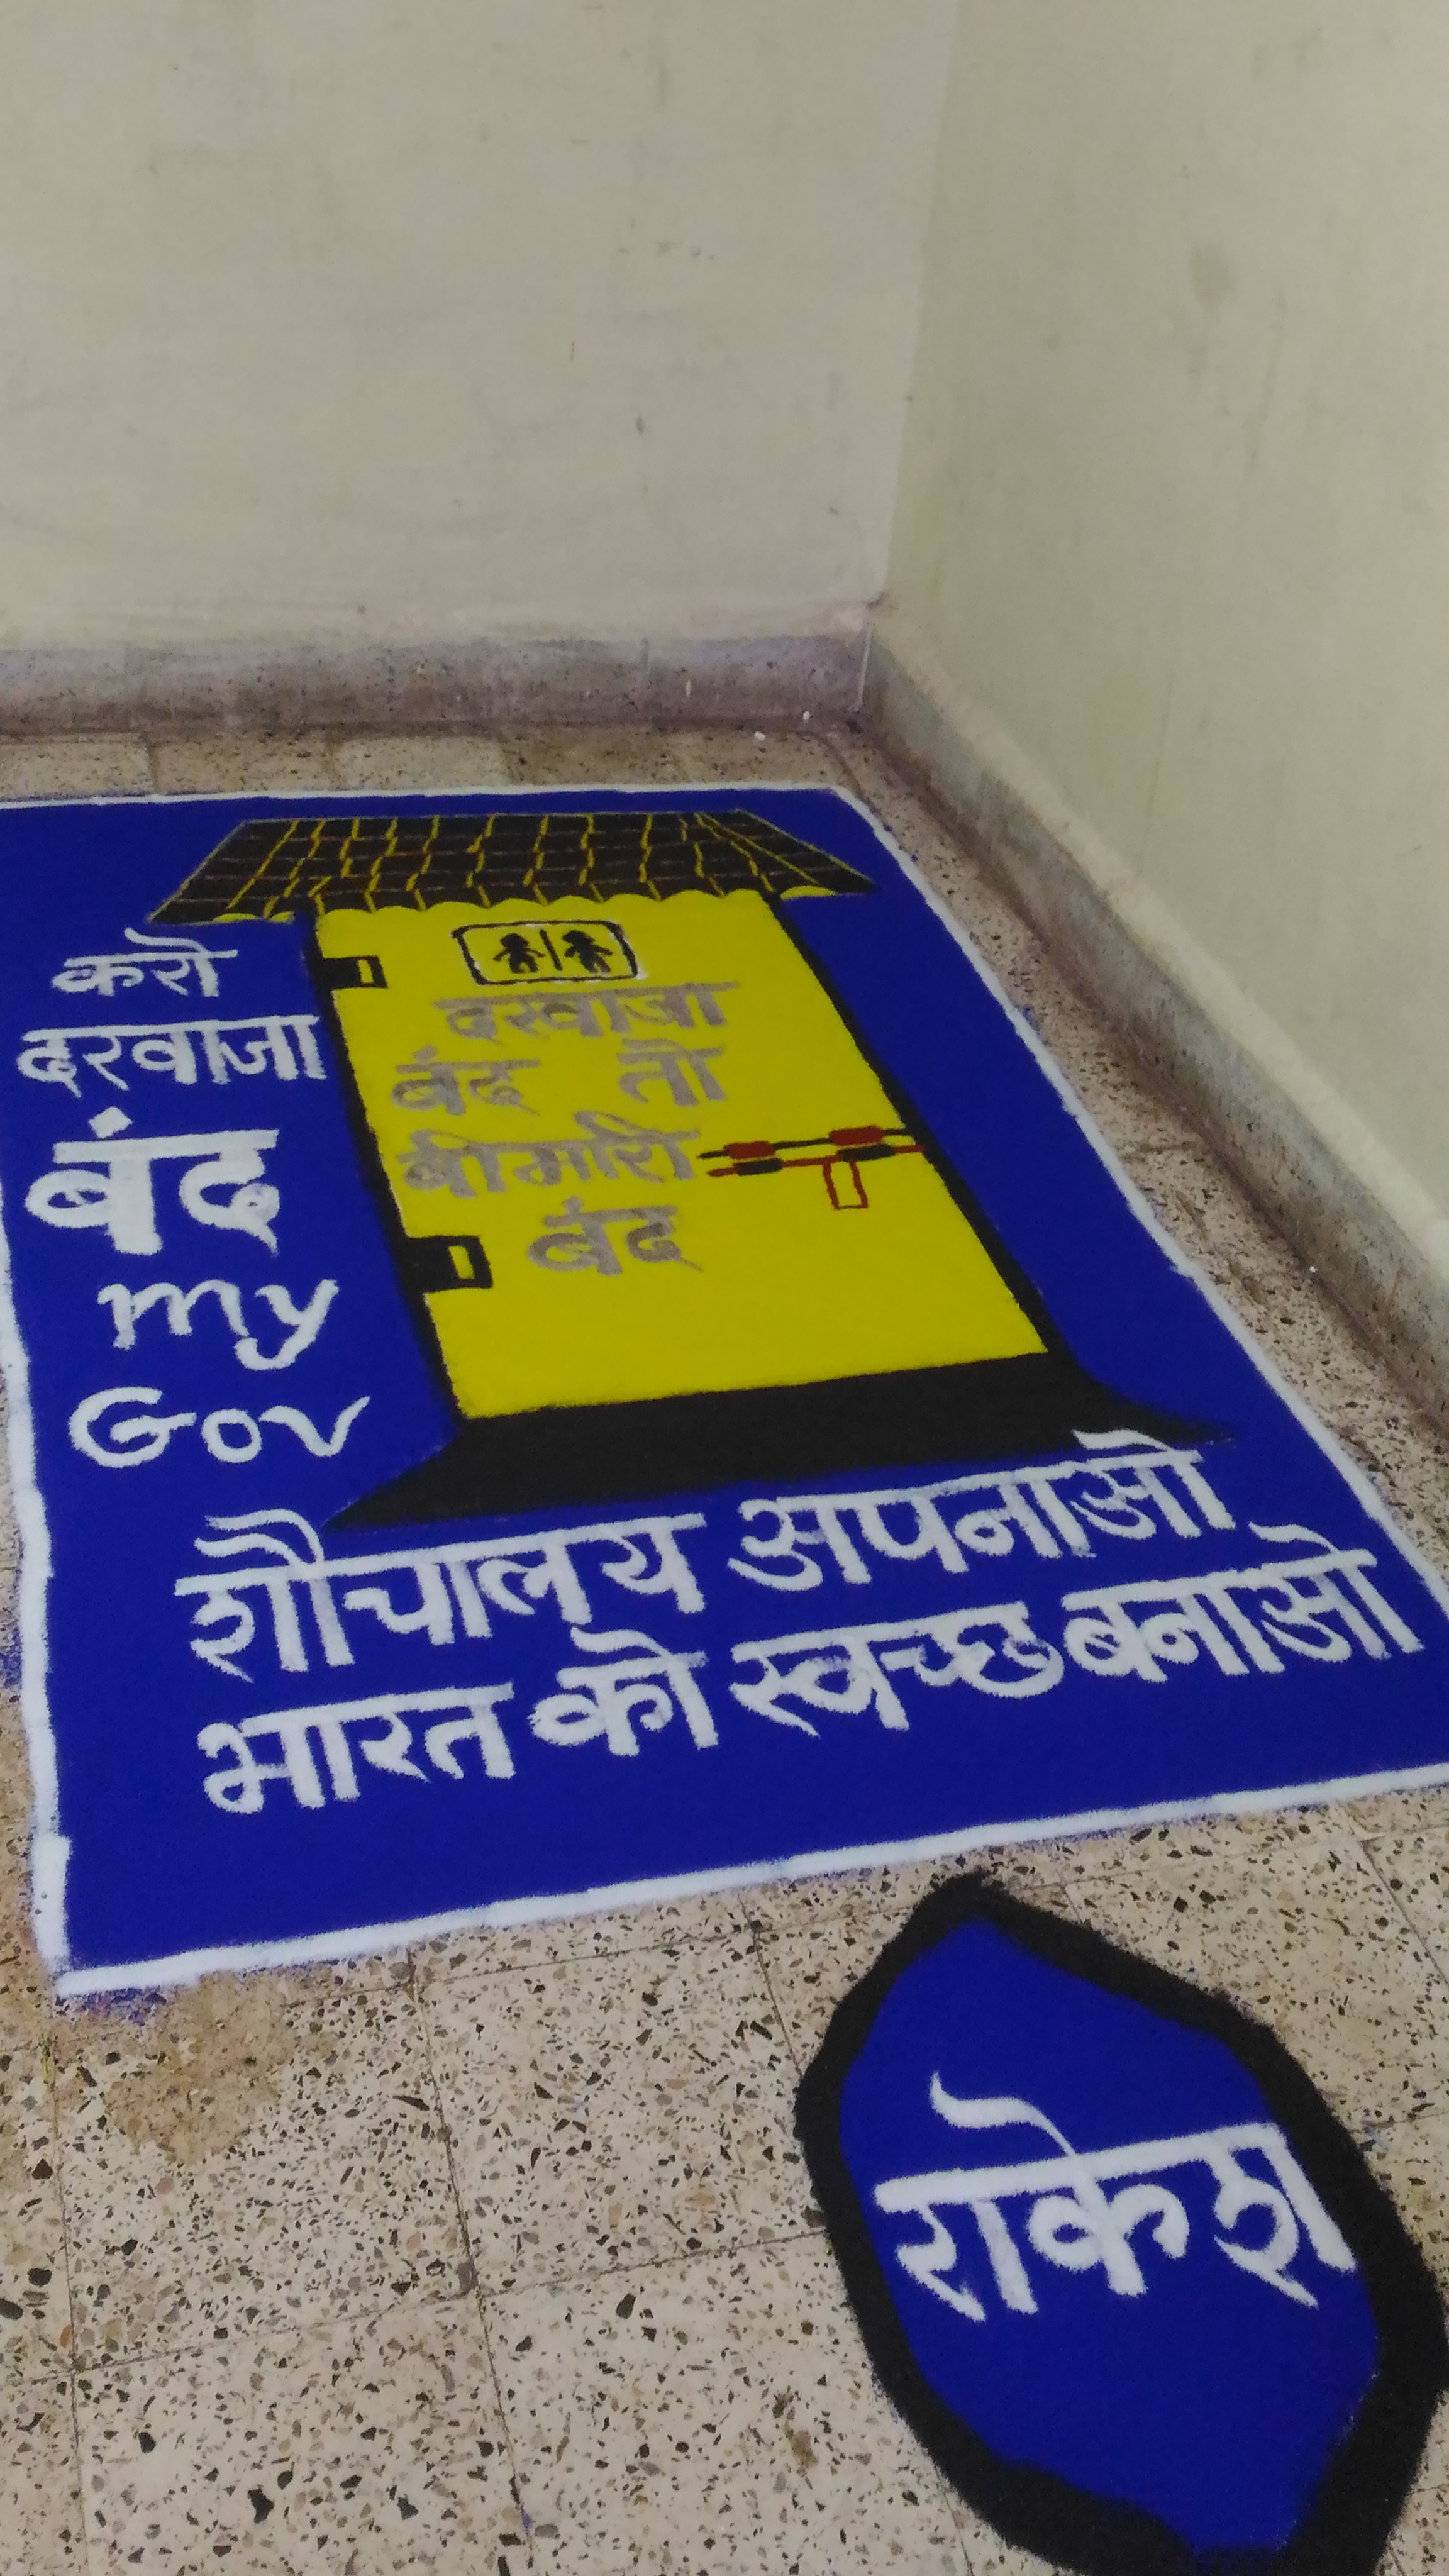 करो
दरवाजा
बंद
my
Gov
दरवाजा
बंद तो
बीमारी
बंद
शौचालय अपनाओ
भारत को स्वच्छ बनाओ
राकेश